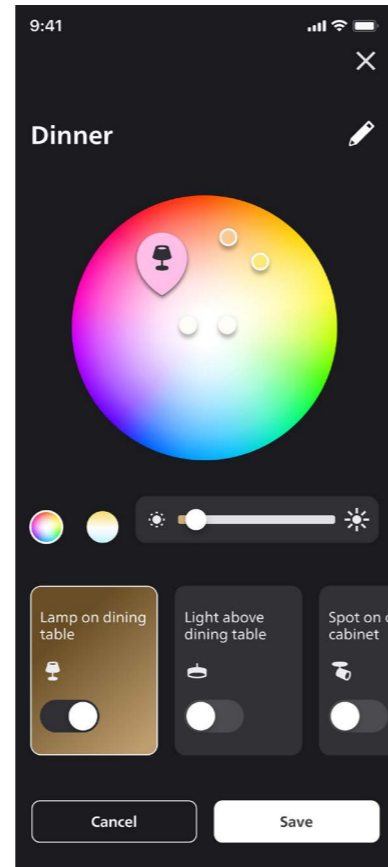 9:41
Dinner
Lamp on dining
table
Light above
dining table
Spot on
cabinet
Cancel
Save